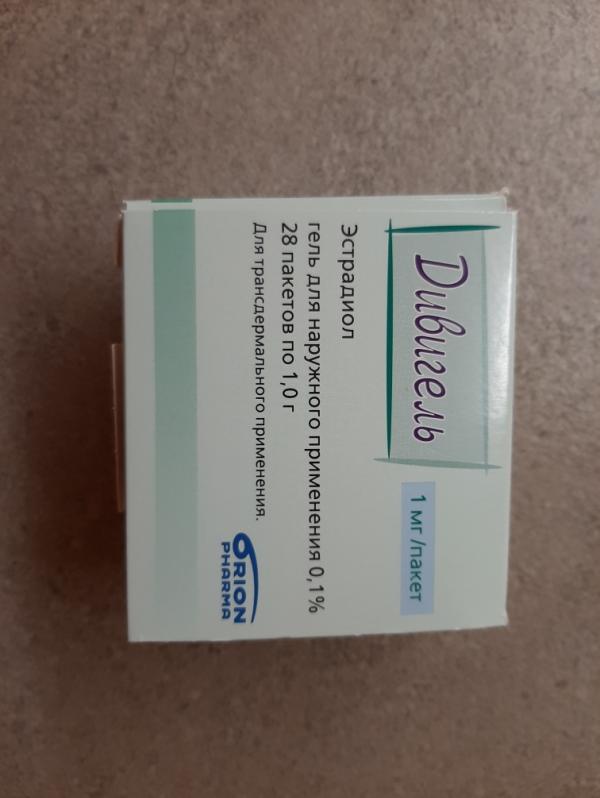 Дивигель
1 мг/пакет
Эстрадиол
гель для наружного применения 0,1%
28 пакетов по 1,0 г
Для трансдермального применения.
ORION
PHARMA